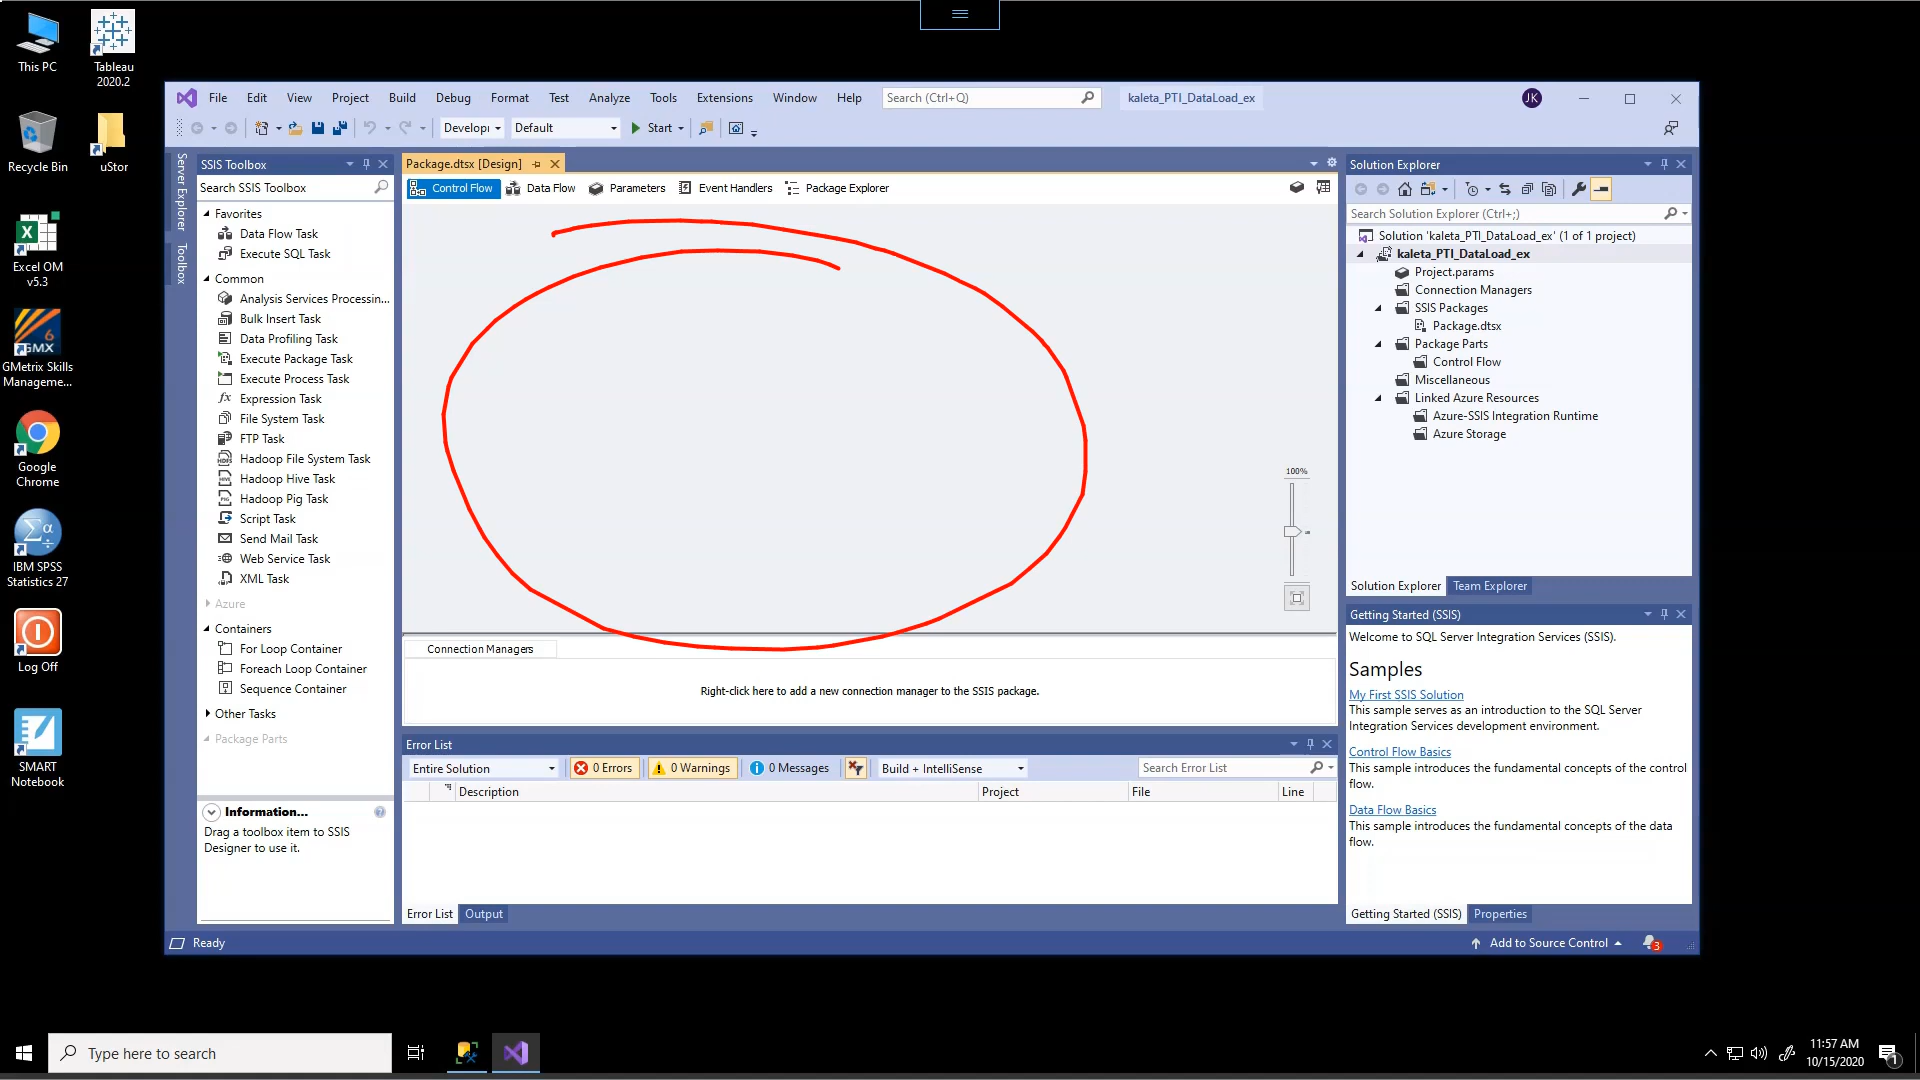 This PC
Tableau 2020.2
Recycle Bin
uStor
Excel OM v5.3
GMetrix Skills Manageme...
Google Chrome
IBM SPSS Statistics 27
Log Off
SMART Notebook
File Edit View Project Build Debug Format Test Analyze Tools Extensions Window Help Search (Ctrl+Q) kaleta_PTI_DataLoad_ex JK
Develop Default Start
Server Explorer
Toolbox
SSIS Toolbox
Search SSIS Toolbox
Favorites
Data Flow Task
Execute SQL Task
Common
Analysis Services Processin...
Bulk Insert Task
Data Profiling Task
Execute Package Task
Execute Process Task
Expression Task
File System Task
FTP Task
Hadoop File System Task
Hadoop Hive Task
Hadoop Pig Task
Script Task
Send Mail Task
Web Service Task
XML Task
Azure
Containers
For Loop Container
Foreach Loop Container
Sequence Container
Other Tasks
Package Parts
Information...
Drag a toolbox item to SSIS
Designer to use it.
Package.dtsx [Design]
Control Flow Data Flow Parameters Event Handlers Package Explorer
100%
Connection Managers
Right-click here to add a new connection manager to the SSIS package.
Error List
Entire Solution 0 Errors 0 Warnings 0 Messages Build + IntelliSense Search Error List
Description Project File Line
Error List Output
Solution Explorer
Search Solution Explorer (Ctrl+;)
Solution 'kaleta_PTI_DataLoad_ex' (1 of 1 project)
kaleta_PTI_DataLoad_ex
Project.params
Connection Managers
SSIS Packages
Package.dtsx
Package Parts
Control Flow
Miscellaneous
Linked Azure Resources
Azure-SSIS Integration Runtime
Azure Storage
Solution Explorer Team Explorer
Getting Started (SSIS)
Welcome to SQL Server Integration Services (SSIS).
Samples
My First SSIS Solution
This sample serves as an introduction to the SQL Server
Integration Services development environment.
Control Flow Basics
This sample introduces the fundamental concepts of the control
flow.
Data Flow Basics
This sample introduces the fundamental concepts of the data
flow.
Getting Started (SSIS) Properties
Ready Add to Source Control 3
Type here to search
11:57 AM
10/15/2020
1